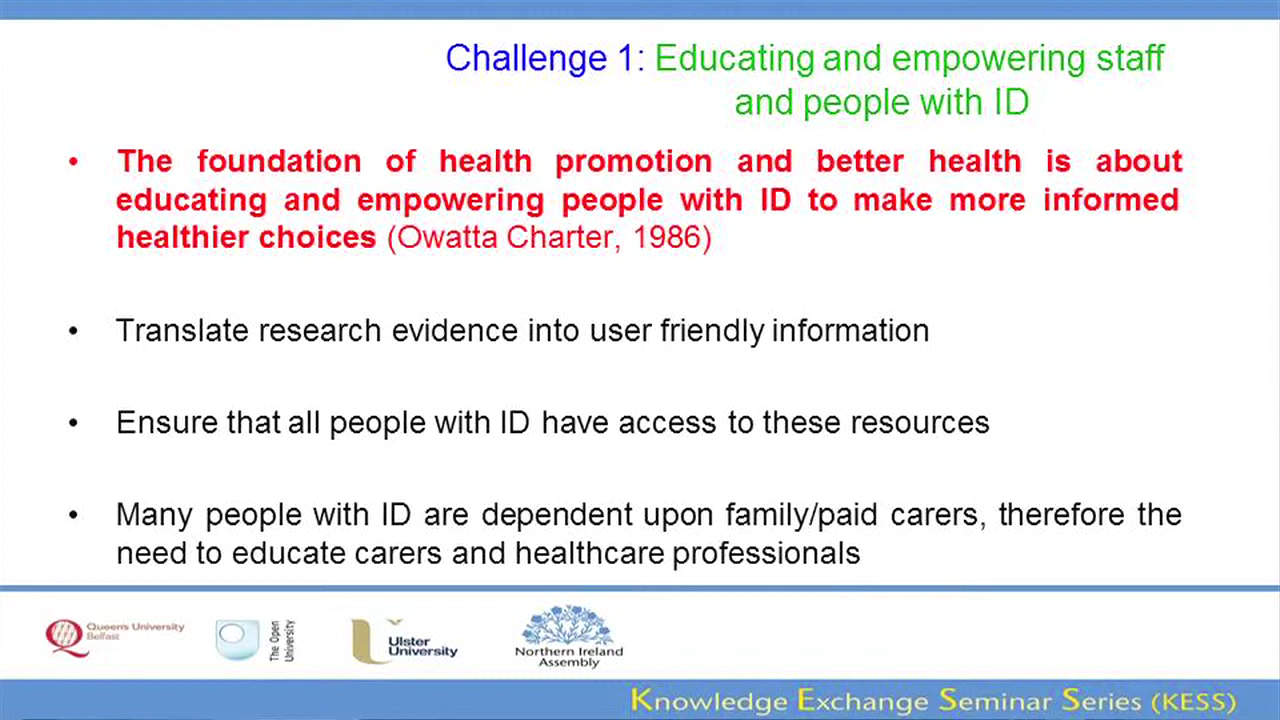 Challenge 1: Educating and empowering staff
and people with ID
• The foundation of health promotion and better health is about
educating and empowering people with ID to make more informed
healthier choices (Owatta Charter, 1986)
• Translate research evidence into user friendly information
• Ensure that all people with ID have access to these resources
• Many people with ID are dependent upon family/paid carers, therefore the
need to educate carers and healthcare professionals
Queen's University
Belfast
The Open
University
Ulster
University
Northern Ireland
Assembly
Knowledge Exchange Seminar Series (KESS)